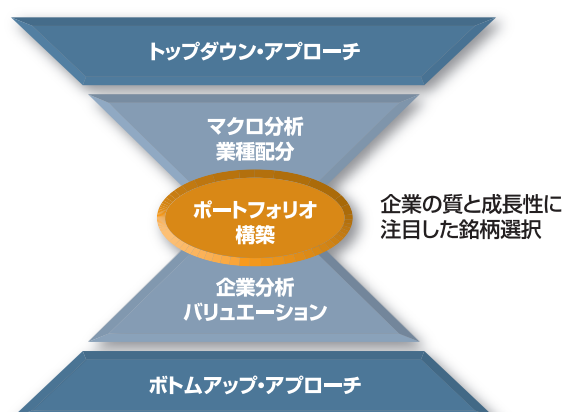 トップダウン・アプローチ
マクロ分析
業種配分
ポートフォリオ
構築
企業の質と成長性に
注目した銘柄選択
企業分析
バリュエーション
ボトムアップ・アプローチ